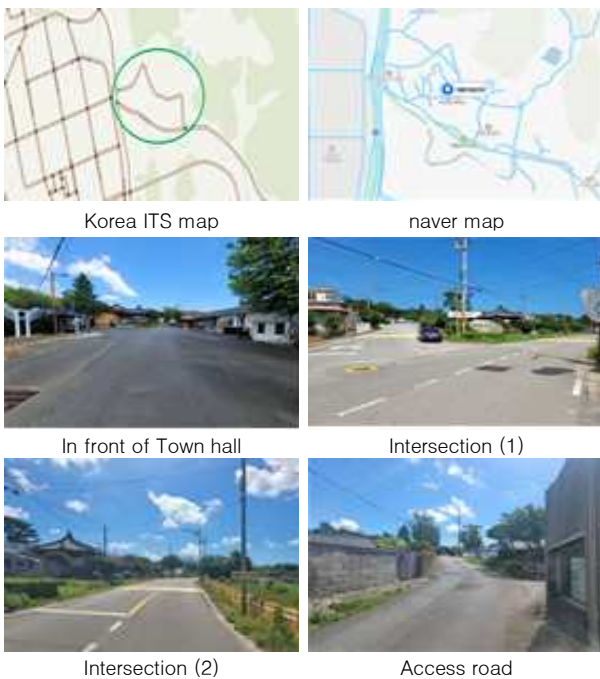 Korea ITS map
naver map
In front of Town hall
Intersection (1)
Intersection (2)
Access road